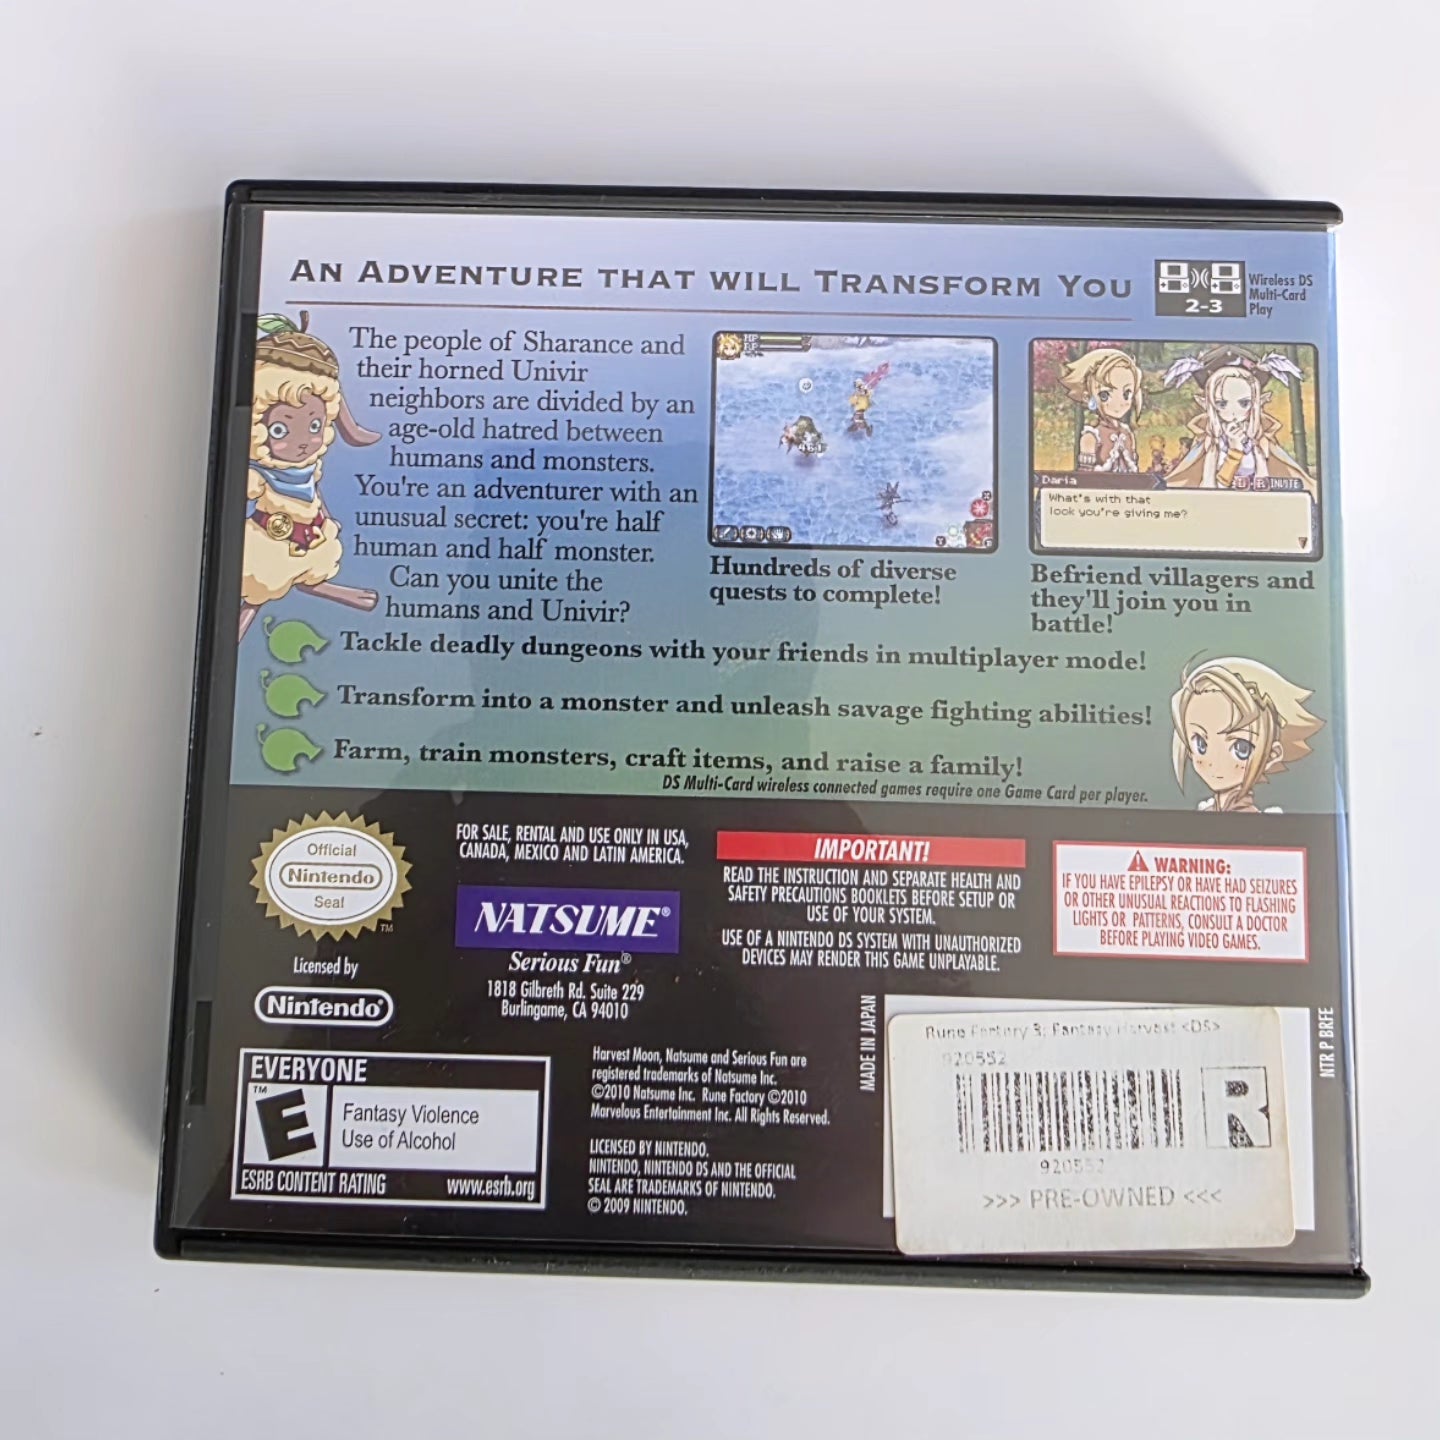 AN ADVENTURE THAT WILL TRANSFORM YOU
2-3
Wireless DS
Multi-Card
Play
The people of Sharance and
their horned Univir
neighbors are divided by an
age-old hatred between
humans and monsters.
You're an adventurer with an
unusual secret: you're half
human and half monster.
Can you unite the
humans and Univir?
HP
RP
Hundreds of diverse
quests to complete!
Daria
L+R INVITE
What's with that
look you're giving me?
Befriend villagers and
they'll join you in
battle!
Tackle deadly dungeons with your friends in multiplayer mode!
Transform into a monster and unleash savage fighting abilities!
Farm, train monsters, craft items, and raise a family!
DS Multi-Card wireless connected games require one Game Card per player.
Official
Nintendo
Seal
TM
Licensed by
Nintendo®
FOR SALE, RENTAL AND USE ONLY IN USA,
CANADA, MEXICO AND LATIN AMERICA.
NATSUME®
Serious Fun®
1818 Gilbreth Rd. Suite 229
Burlingame, CA 94010
IMPORTANT!
READ THE INSTRUCTION AND SEPARATE HEALTH AND
SAFETY PRECAUTIONS BOOKLETS BEFORE SETUP OR
USE OF YOUR SYSTEM.
USE OF A NINTENDO DS SYSTEM WITH UNAUTHORIZED
DEVICES MAY RENDER THIS GAME UNPLAYABLE.
WARNING:
IF YOU HAVE EPILEPSY OR HAVE HAD SEIZURES
OR OTHER UNUSUAL REACTIONS TO FLASHING
LIGHTS OR PATTERNS, CONSULT A DOCTOR
BEFORE PLAYING VIDEO GAMES.
EVERYONE
TM
E
Fantasy Violence
Use of Alcohol
ESRB CONTENT RATING
www.esrb.org
Harvest Moon, Natsume and Serious Fun are
registered trademarks of Natsume Inc.
©2010 Natsume Inc. Rune Factory ©2010
Marvelous Entertainment Inc. All Rights Reserved.
LICENSED BY NINTENDO.
NINTENDO, NINTENDO DS AND THE OFFICIAL
SEAL ARE TRADEMARKS OF NINTENDO.
© 2009 NINTENDO.
MADE IN JAPAN
Rune Factory 3: Fantasy Harvest <DS>
920552
R
920552
>>> PRE-OWNED <<<
NTR P BRFE